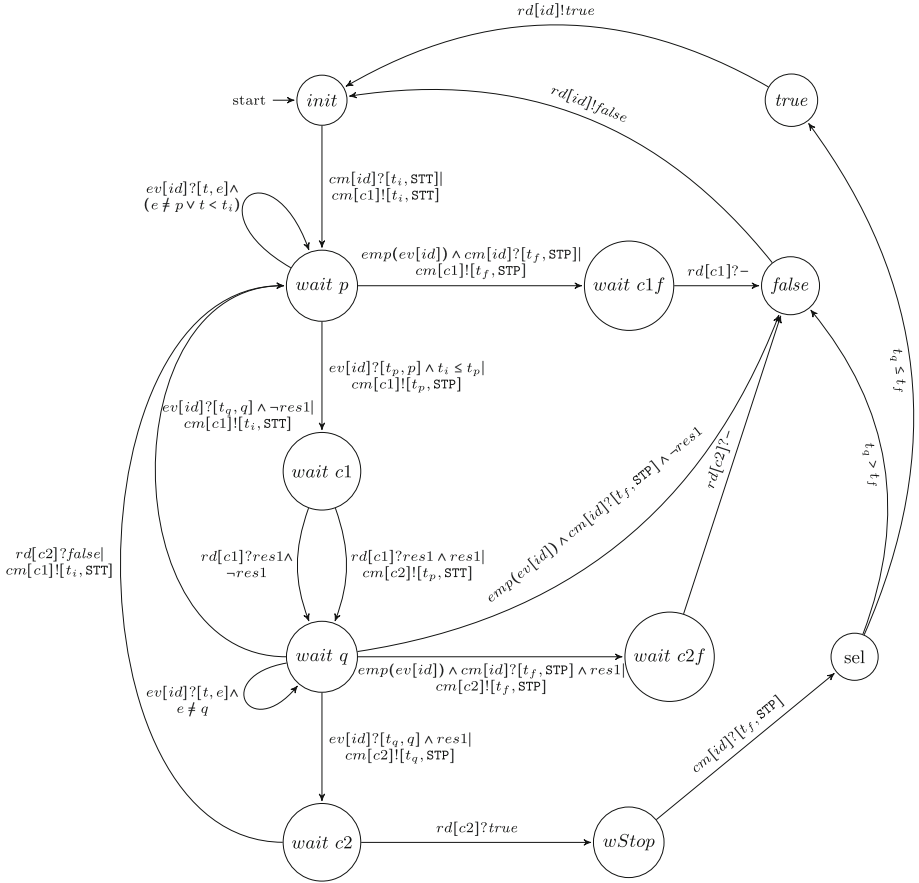 rd[id]!true
start
init
true
rd[id]!false
cm[id]?[t_i, STT]|
cm[c1]![t_i, STT]
ev[id]?[t, e]∧
(e ≠ p ∨ t < t_i)
emp(ev[id]) ∧ cm[id]?[t_f, STP]|
cm[c1]![t_f, STP]
wait p
wait c1f
rd[c1]?−
false
ev[id]?[t_p, p] ∧ t_i ≤ t_p|
cm[c1]![t_p, STP]
t_q ≤ t_f
ev[id]?[t_q, q] ∧ ¬res1|
cm[c1]![t_i, STT]
wait c1
t_q > t_f
rd[c2]?−
emp(ev[id]) ∧ cm[id]?[t_f, STP] ∧ ¬res1
rd[c2]?false|
cm[c1]![t_i, STT]
rd[c1]?res1∧
¬res1
rd[c1]?res1 ∧ res1|
cm[c2]![t_p, STT]
wait q
wait c2f
sel
emp(ev[id]) ∧ cm[id]?[t_f, STP] ∧ res1|
cm[c2]![t_f, STP]
ev[id]?[t, e]∧
e ≠ q
ev[id]?[t_q, q] ∧ res1|
cm[c2]![t_q, STP]
cm[id]?[t_f, STP]
wait c2
rd[c2]?true
wStop